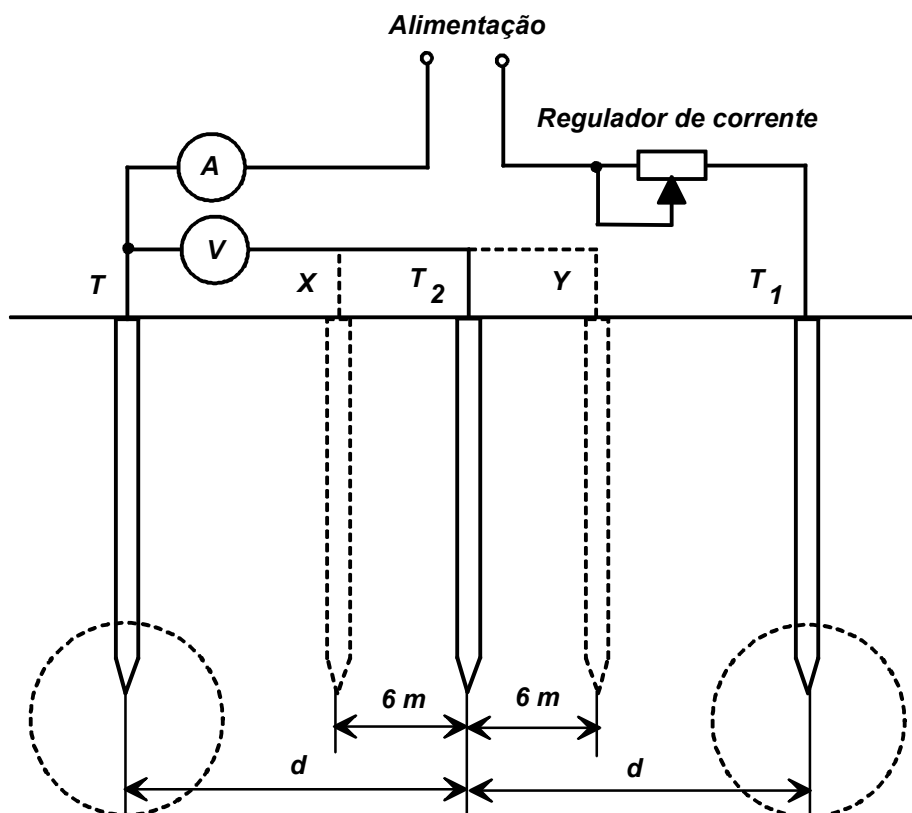 Alimentação
Regulador de corrente
A
V
T
X
T2
Y
T1
6 m
6 m
d
d